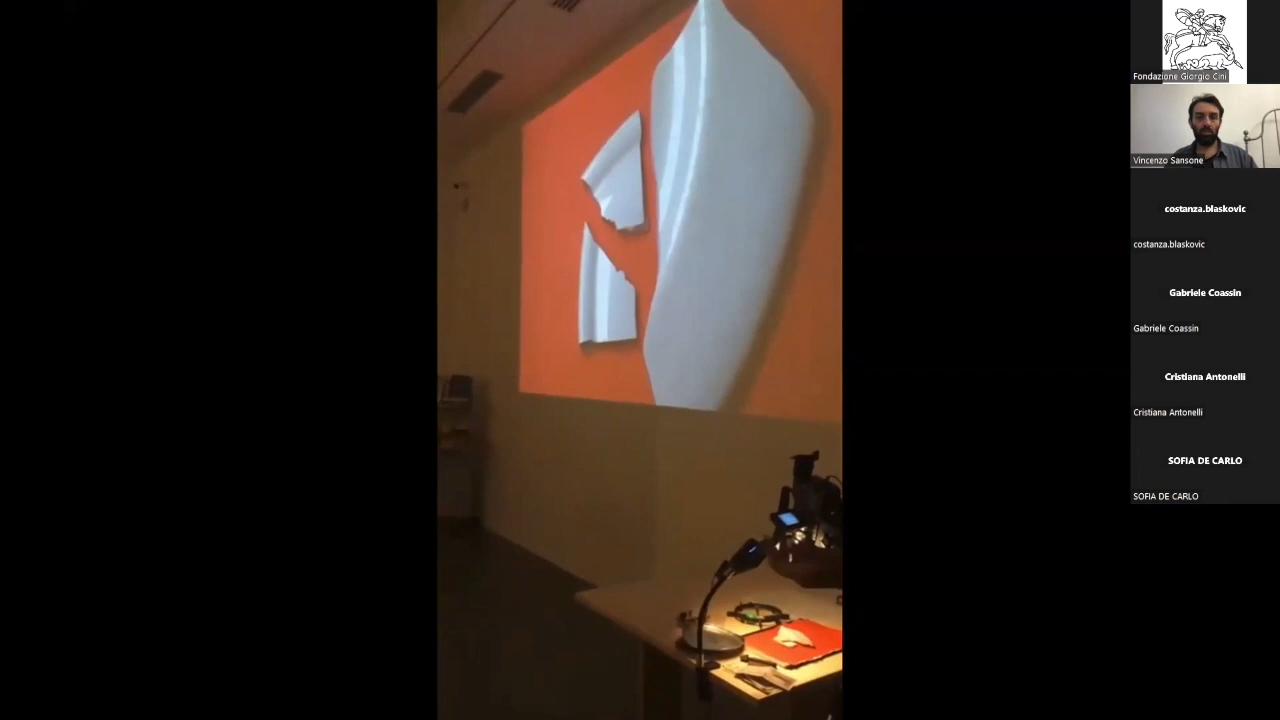 Fondazione Giorgio Cini
Vincenzo Sansone
costanza.blaskovic
costanza.blaskovic
Gabriele Coassin
Gabriele Coassin
Cristiana Antonelli
Cristiana Antonelli
SOFIA DE CARLO
SOFIA DE CARLO